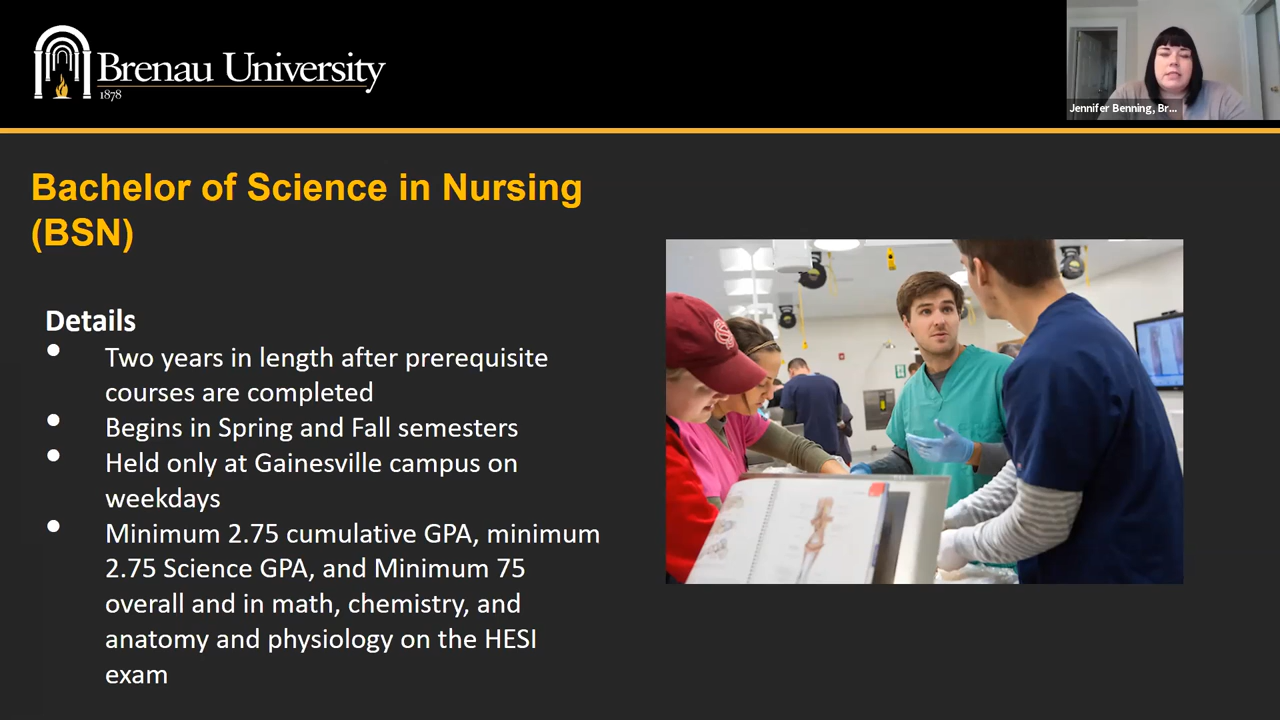 Brenau University
1878
Jennifer Benning, Br...
Bachelor of Science in Nursing
(BSN)
Details
• Two years in length after prerequisite
courses are completed
• Begins in Spring and Fall semesters
• Held only at Gainesville campus on
weekdays
• Minimum 2.75 cumulative GPA, minimum
2.75 Science GPA, and Minimum 75
overall and in math, chemistry, and
anatomy and physiology on the HESI
exam